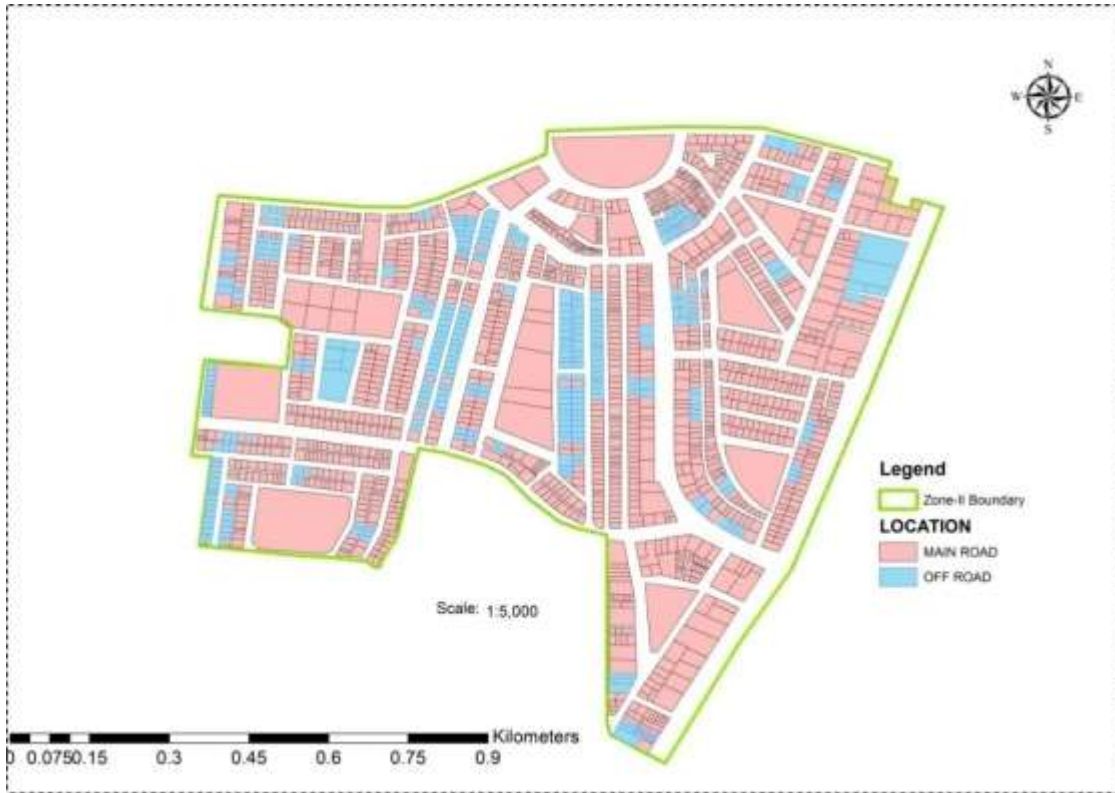 N
W E
S
Legend
Zone-II Boundary
LOCATION
MAIN ROAD
OFF ROAD
Scale: 1:5,000
Kilometers
0 0.0750.15 0.3 0.45 0.6 0.75 0.9